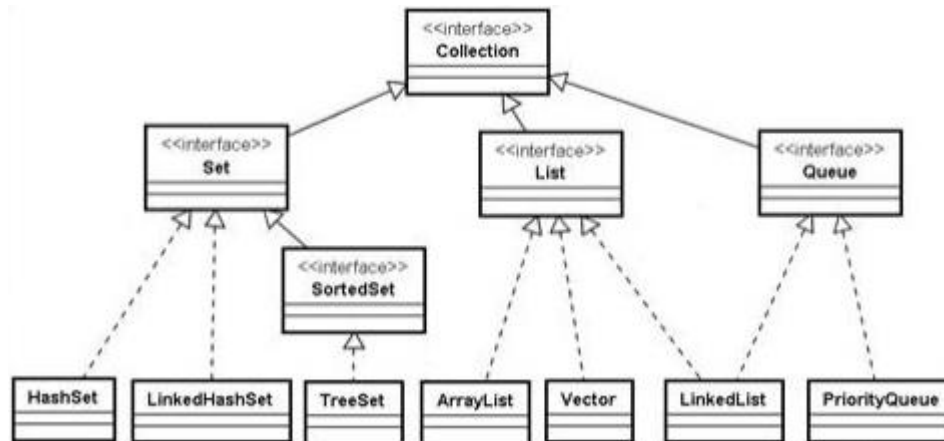 <<interface>>
Collection
<<interface>>
Set
<<interface>>
List
<<interface>>
Queue
<<interface>>
SortedSet
HashSet
LinkedHashSet
TreeSet
ArrayList
Vector
LinkedList
PriorityQueue